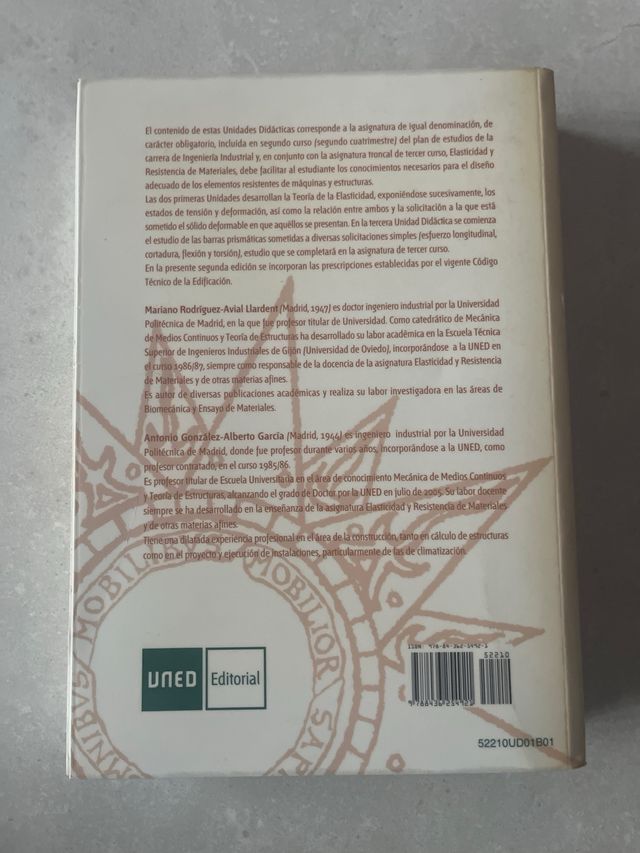 El contenido de estas Unidades Didácticas corresponde a la asignatura de igual denominación, de
carácter obligatorio, incluida en segundo curso (segundo cuatrimestre) del plan de estudios de la
carrera de Ingeniería Industrial y, en conjunto con la asignatura troncal de tercer curso, Elasticidad y
Resistencia de Materiales, debe facilitar al estudiante los conocimientos necesarios para el diseño
adecuado de los elementos resistentes de máquinas y estructuras.
Las dos primeras Unidades desarrollan la Teoría de la Elasticidad, exponiéndose sucesivamente, los
estados de tensión y deformación, así como la relación entre ambos y la solicitación a la que está
sometido el sólido deformable en que aquéllos se presentan. En la tercera Unidad Didáctica se comienza
el estudio de las barras prismáticas sometidas a diversas solicitaciones simples (esfuerzo longitudinal,
cortadura, flexión y torsión), estudio que se completará en la asignatura de tercer curso.
En la presente segunda edición se incorporan las prescripciones establecidas por el vigente Código
Técnico de la Edificación.
Mariano Rodríguez-Avial Llardent (Madrid, 1947) es doctor ingeniero industrial por la Universidad
Politécnica de Madrid, en la que fue profesor titular de Universidad. Como catedrático de Mecánica
de Medios Continuos y Teoría de Estructuras ha desarrollado su labor académica en la Escuela Técnica
Superior de Ingenieros Industriales de Gijón (Universidad de Oviedo), incorporándose a la UNED en
el curso 1986/87, siempre como responsable de la docencia de la asignatura Elasticidad y Resistencia
de Materiales y de otras materias afines.
Es autor de diversas publicaciones académicas y realiza su labor investigadora en las áreas de
Biomecánica y Ensayo de Materiales.
Antonio González-Alberto García (Madrid, 1944) es ingeniero industrial por la Universidad
Politécnica de Madrid, donde fue profesor durante varios años, incorporándose a la UNED, como
profesor contratado, en el curso 1985/86.
Es profesor titular de Escuela Universitaria en el área de conocimiento Mecánica de Medios Continuos
y Teoría de Estructuras, alcanzando el grado de Doctor por la UNED en julio de 2005. Su labor docente
siempre se ha desarrollado en la enseñanza de la asignatura Elasticidad y Resistencia de Materiales
y de otras materias afines.
Tiene una dilatada experiencia profesional en el área de la construcción, tanto en cálculo de estructuras
como en el proyecto y ejecución de instalaciones, particularmente de las de climatización.
OMNIBUS MOBILIBUS MOBILIOR SAP
UNED Editorial
ISBN: 978-84-362-5492-1
52210
9788436254921
52210UD01B01